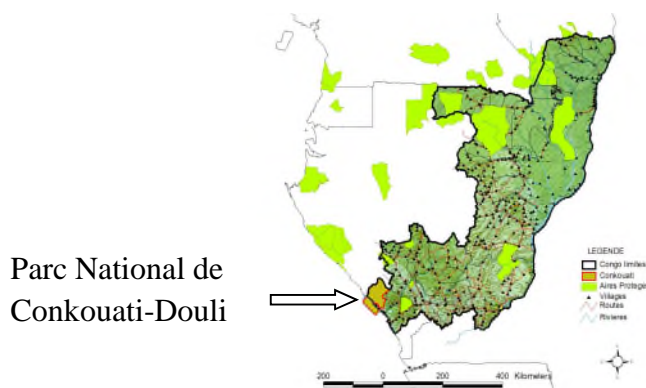 Parc National de
Conkouati-Douli
LEGENDE
Congo limites
Conkouati
Aires Protege
Villages
Routes
Rivieres
200 0 200 400 Kilometers